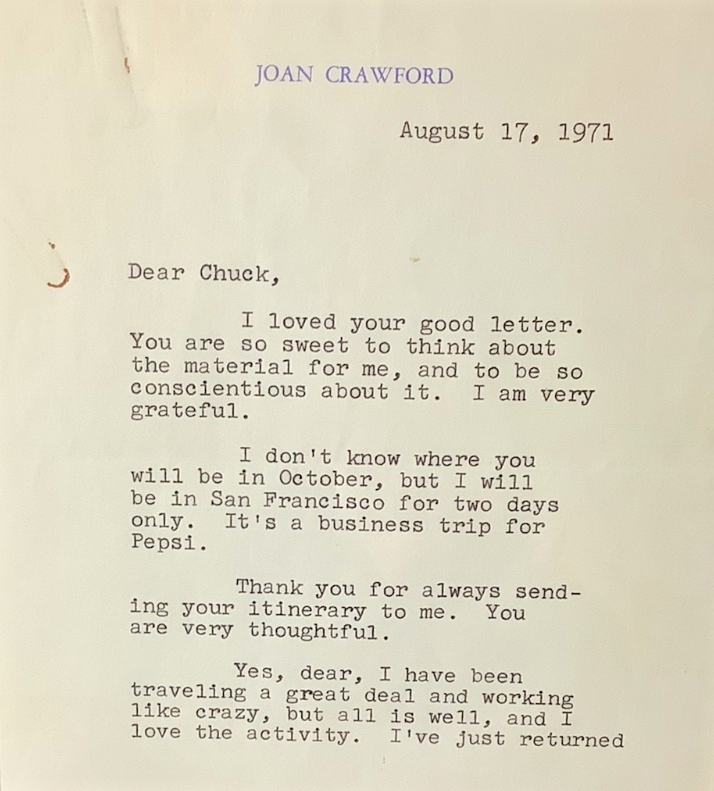 JOAN CRAWFORD
August 17, 1971
Dear Chuck,
I loved your good letter.
You are so sweet to think about
the material for me, and to be so
conscientious about it. I am very
grateful.
I don't know where you
will be in October, but I will
be in San Francisco for two days
only. It's a business trip for
Pepsi.
Thank you for always send-
ing your itinerary to me. You
are very thoughtful.
Yes, dear, I have been
traveling a great deal and working
like crazy, but all is well, and I
love the activity. I've just returned